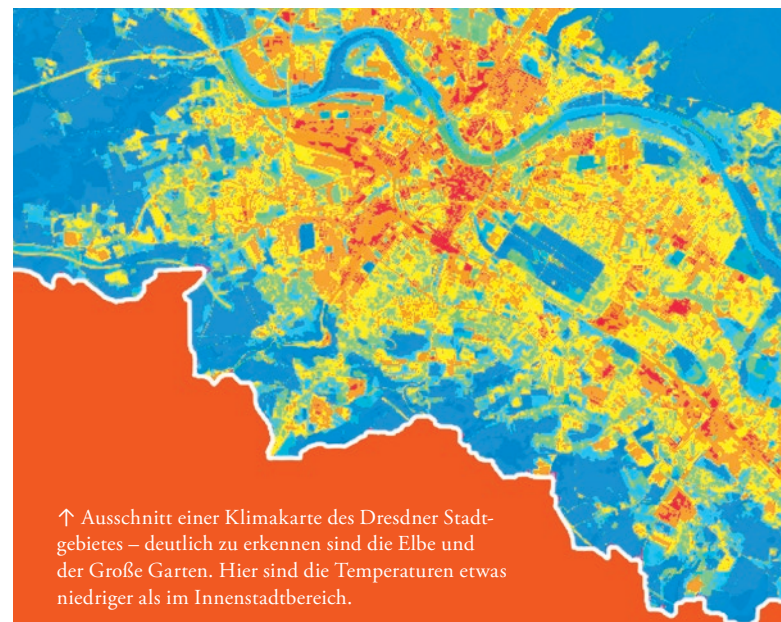 ↑ Ausschnitt einer Klimakarte des Dresdner Stadt-
gebietes – deutlich zu erkennen sind die Elbe und
der Große Garten. Hier sind die Temperaturen etwas
niedriger als im Innenstadtbereich.